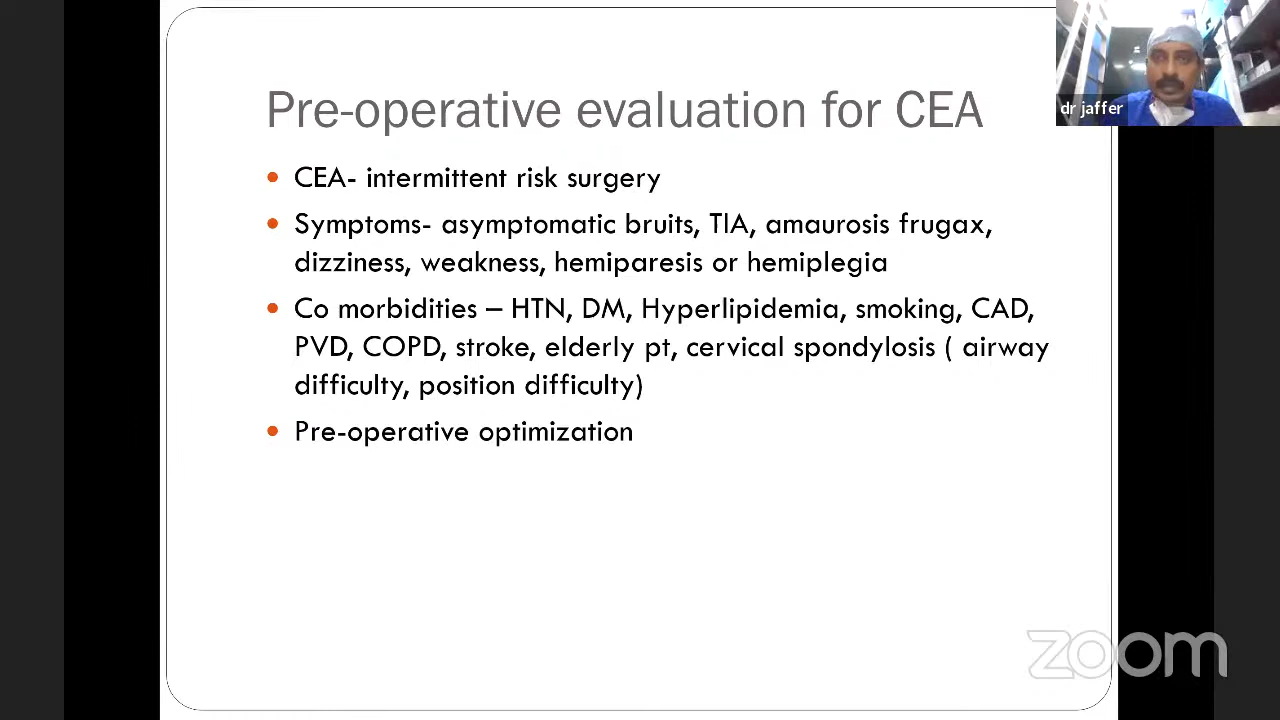 Pre-operative evaluation for CEA
dr jaffer
CEA- intermittent risk surgery
Symptoms- asymptomatic bruits, TIA, amaurosis frugax,
dizziness, weakness, hemiparesis or hemiplegia
Co morbidities – HTN, DM, Hyperlipidemia, smoking, CAD,
PVD, COPD, stroke, elderly pt, cervical spondylosis ( airway
difficulty, position difficulty)
Pre-operative optimization
zoom